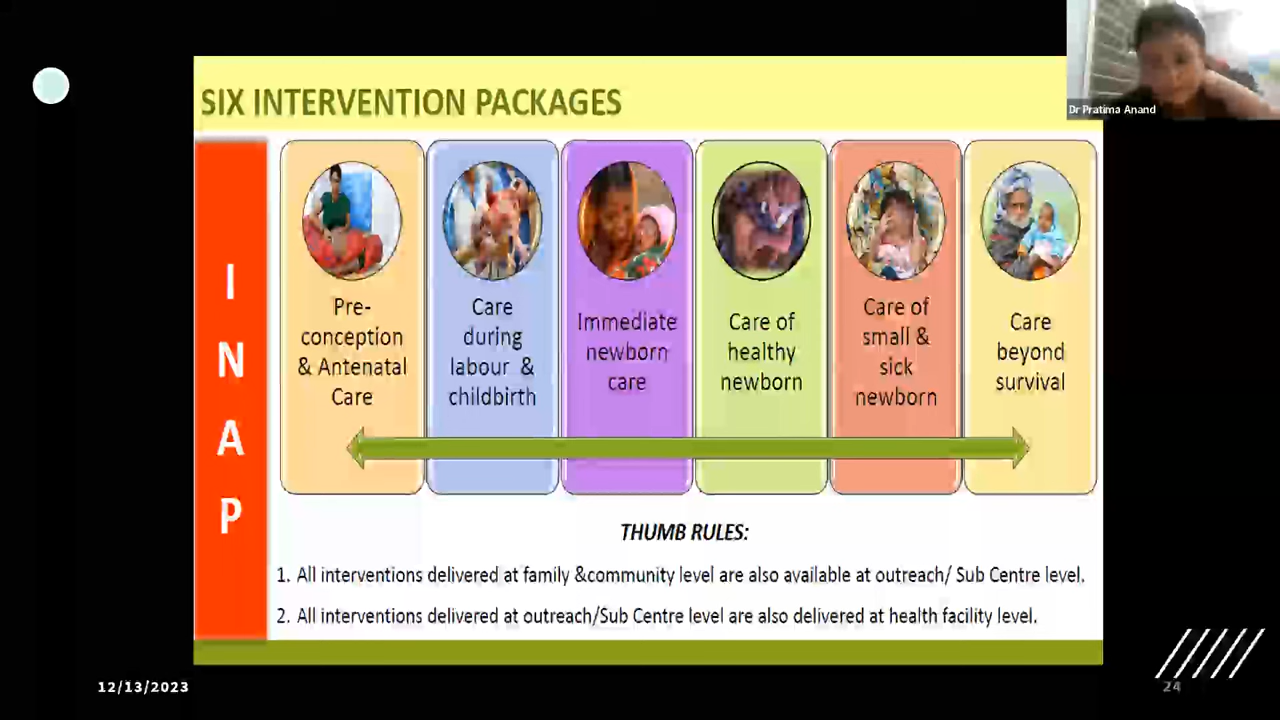 Dr Pratima Anand
SIX INTERVENTION PACKAGES
I
N
A
P
Pre-
conception
& Antenatal
Care
Care
during
labour &
childbirth
Immediate
newborn
care
Care of
healthy
newborn
Care of
small &
sick
newborn
Care
beyond
survival
THUMB RULES:
1. All interventions delivered at family &community level are also available at outreach/ Sub Centre level.
2. All interventions delivered at outreach/Sub Centre level are also delivered at health facility level.
12/13/2023
24